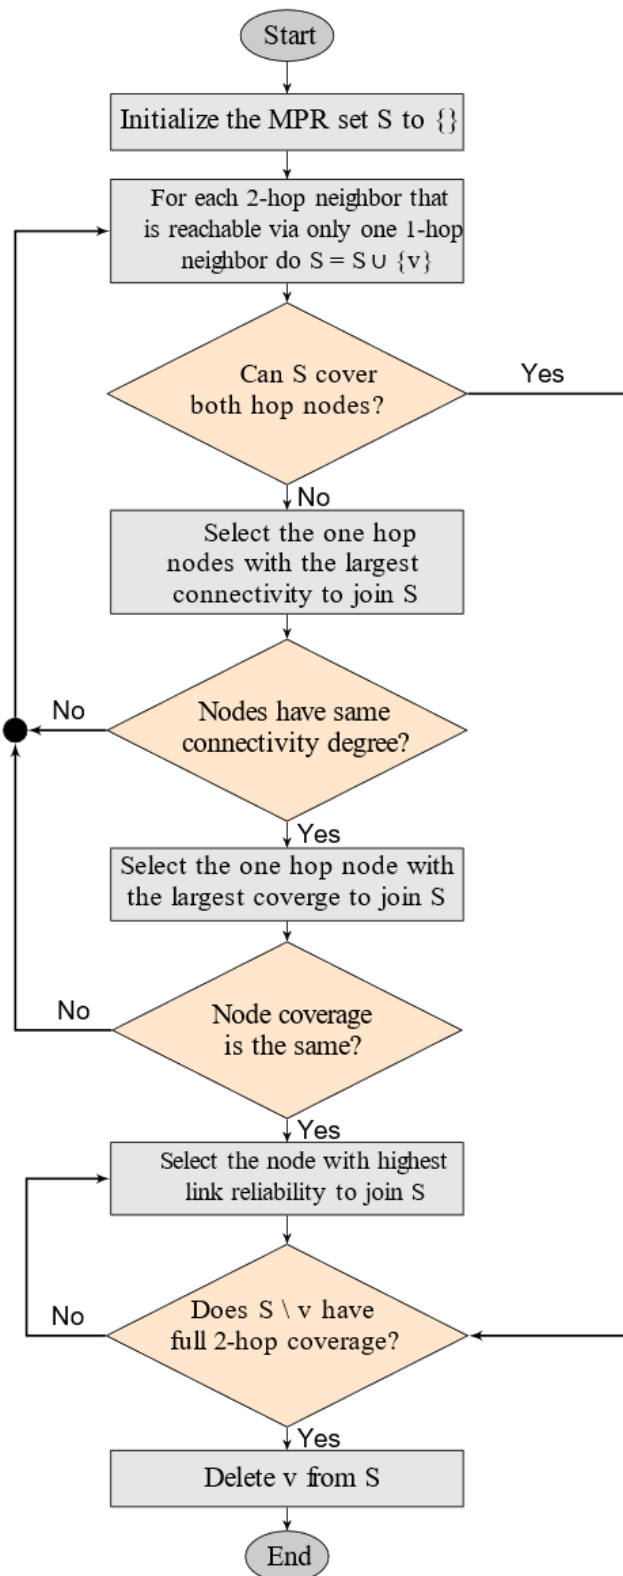 Start
Initialize the MPR set S to {}
For each 2-hop neighbor that
is reachable via only one 1-hop
neighbor do S = S ∪ {v}
Can S cover
both hop nodes?
Yes
No
Select the one hop
nodes with the largest
connectivity to join S
Nodes have same
connectivity degree?
No
Yes
Select the one hop node with
the largest coverge to join S
Node coverage
is the same?
No
Yes
Select the node with highest
link reliability to join S
Does S \ v have
full 2-hop coverage?
No
Yes
Delete v from S
End